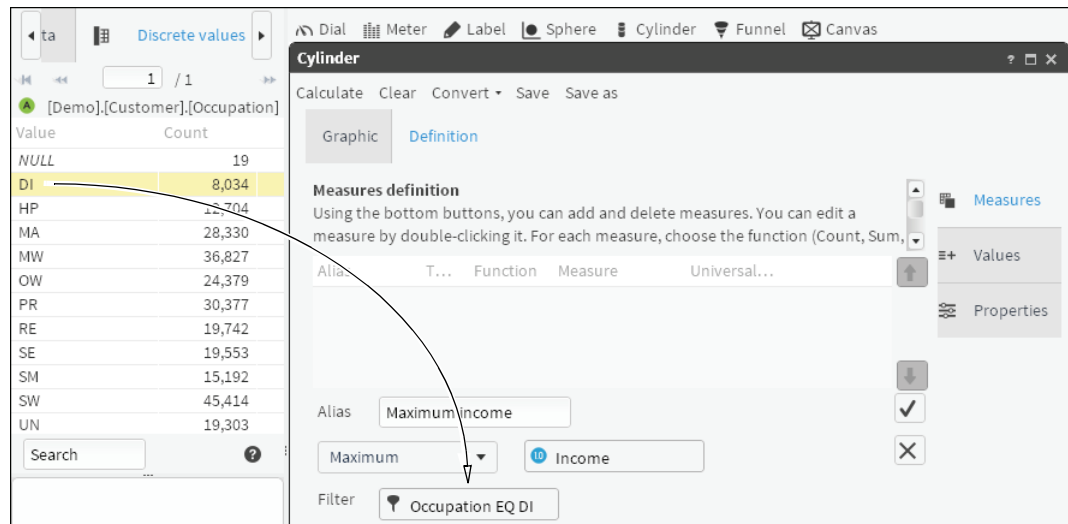 ta Discrete values
1 / 1
A [Demo].[Customer].[Occupation]
Value Count
NULL 19
DI 8,034
HP 12,704
MA 28,330
MW 36,827
OW 24,379
PR 30,377
RE 19,742
SE 19,553
SM 15,192
SW 45,414
UN 19,303
Search ?
Dial Meter Label Sphere Cylinder Funnel Canvas
Cylinder ?
Calculate Clear Convert Save Save as
Graphic Definition
Measures definition
Using the bottom buttons, you can add and delete measures. You can edit a
measure by double-clicking it. For each measure, choose the function (Count, Sum,
Alias T... Function Measure Universal...
Alias Maximum income
Maximum 10 Income
Filter Occupation EQ DI
Measures
Values
Properties